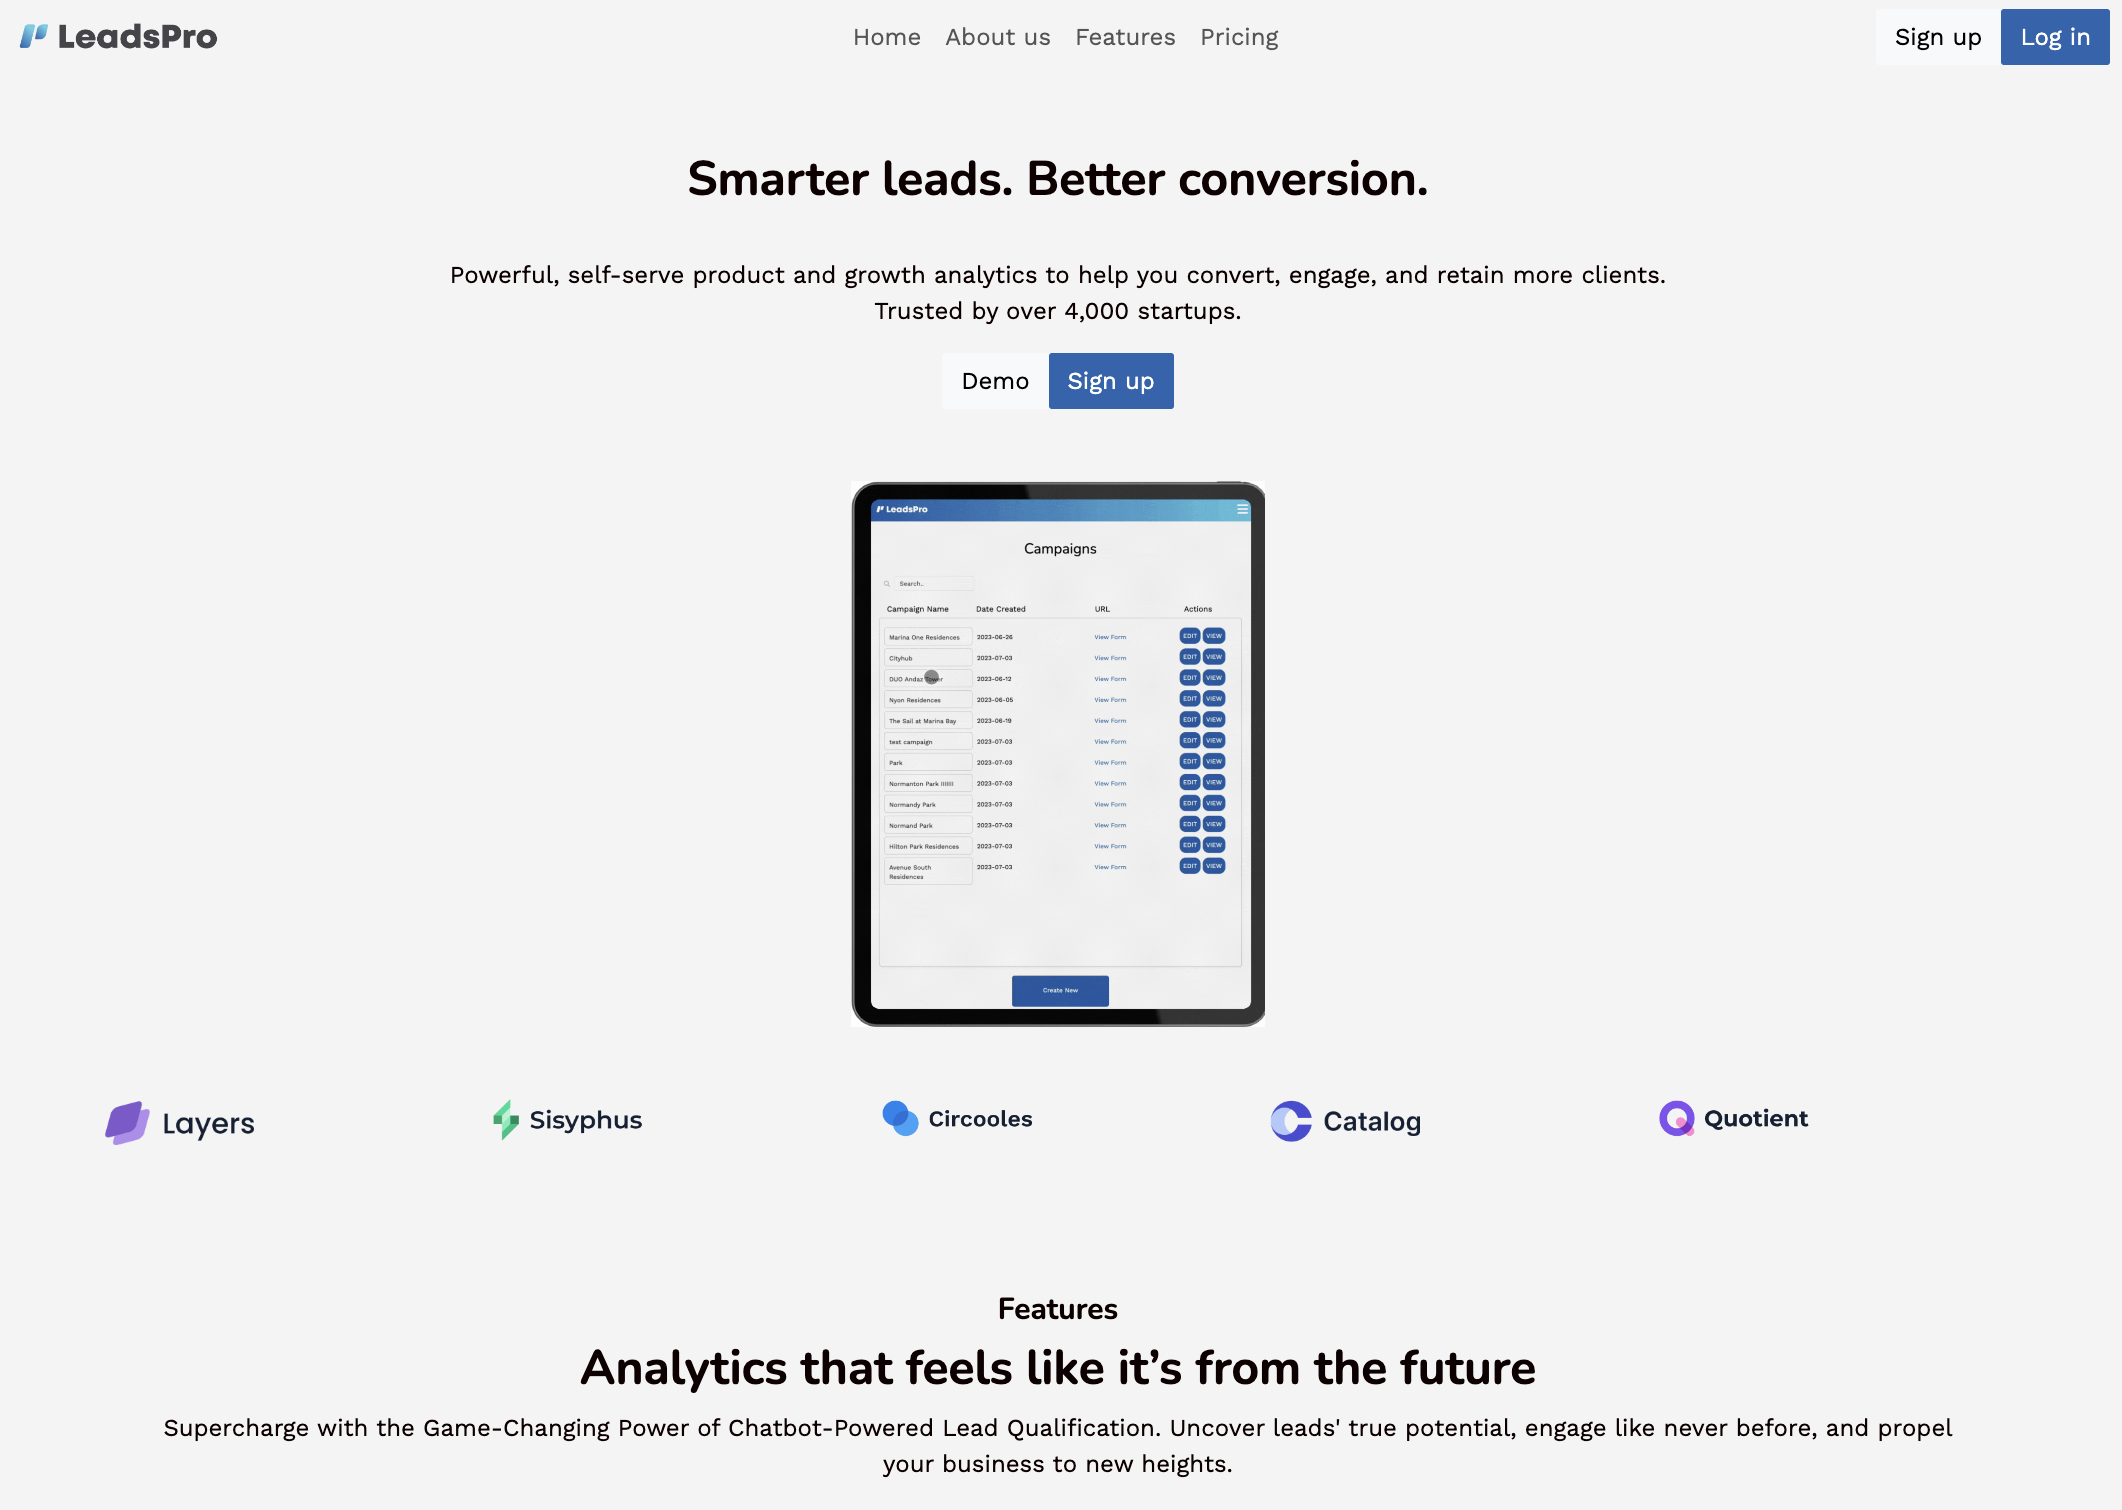 LeadsPro
Home About us Features Pricing
Sign up Log in
Smarter leads. Better conversion.
Powerful, self-serve product and growth analytics to help you convert, engage, and retain more clients.
Trusted by over 4,000 startups.
Demo Sign up
LeadsPro
Campaigns
Search..
Campaign Name Date Created URL Actions
Marina One Residences 2023-06-26 View Form EDIT VIEW
Cityhub 2023-07-03 View Form EDIT VIEW
DUO Andaz Tower 2023-06-12 View Form EDIT VIEW
Nyon Residences 2023-06-05 View Form EDIT VIEW
The Sail at Marina Bay 2023-06-19 View Form EDIT VIEW
test campaign 2023-07-03 View Form EDIT VIEW
Park 2023-07-03 View Form EDIT VIEW
Normanton Park 2023-07-03 View Form EDIT VIEW
Normandy Park 2023-07-03 View Form EDIT VIEW
Normand Park 2023-07-03 View Form EDIT VIEW
Hilton Park Residences 2023-07-03 View Form EDIT VIEW
Avenue South 2023-07-03 View Form EDIT VIEW
Residences
Create New
Layers Sisyphus Circooles Catalog Quotient
Features
Analytics that feels like it’s from the future
Supercharge with the Game-Changing Power of Chatbot-Powered Lead Qualification. Uncover leads' true potential, engage like never before, and propel
your business to new heights.